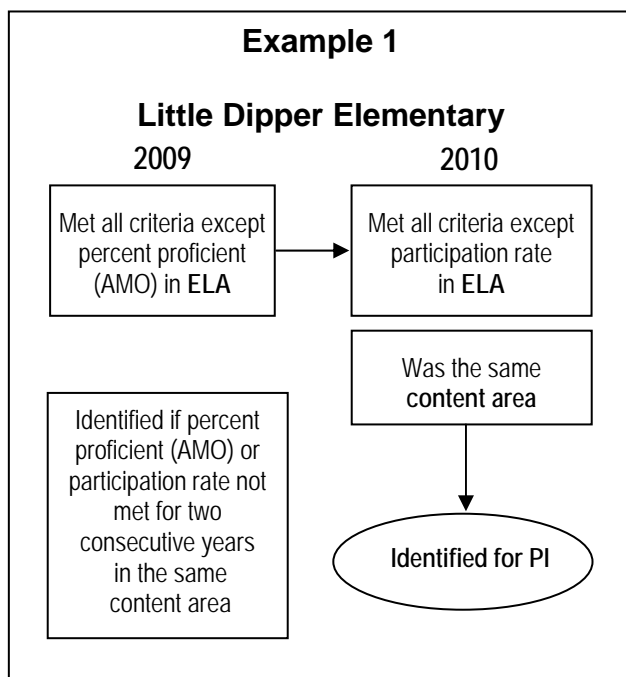 Example 1
Little Dipper Elementary
2009
2010
Met all criteria except
percent proficient
(AMO) in ELA
Met all criteria except
participation rate
in ELA
Was the same
content area
Identified if percent
proficient (AMO) or
participation rate not
met for two
consecutive years
in the same
content area
Identified for PI